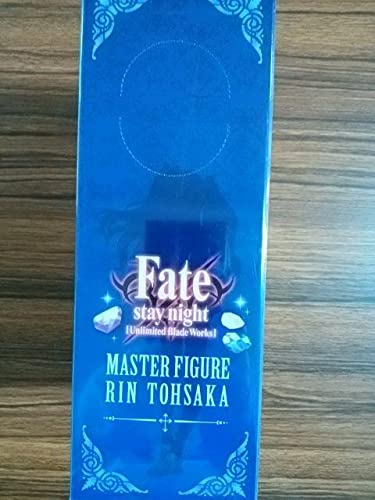 Fate
stay night
[Unlimited Blade Works]
MASTER FIGURE
RIN TOHSAKA